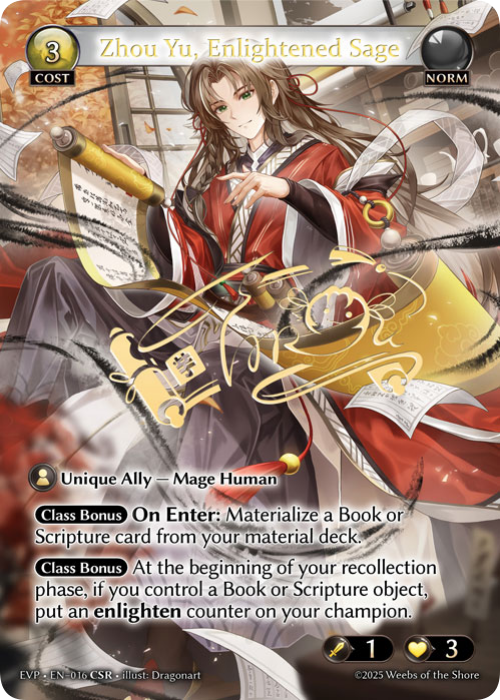 3
COST
Zhou Yu, Enlightened Sage
NORM
Unique Ally — Mage Human
Class Bonus On Enter: Materialize a Book or
Scripture card from your material deck.
Class Bonus At the beginning of your recollection
phase, if you control a Book or Scripture object,
put an enlighten counter on your champion.
1
3
EVP • EN-016 CSR • illust: Dragonart
©2025 Weebs of the Shore